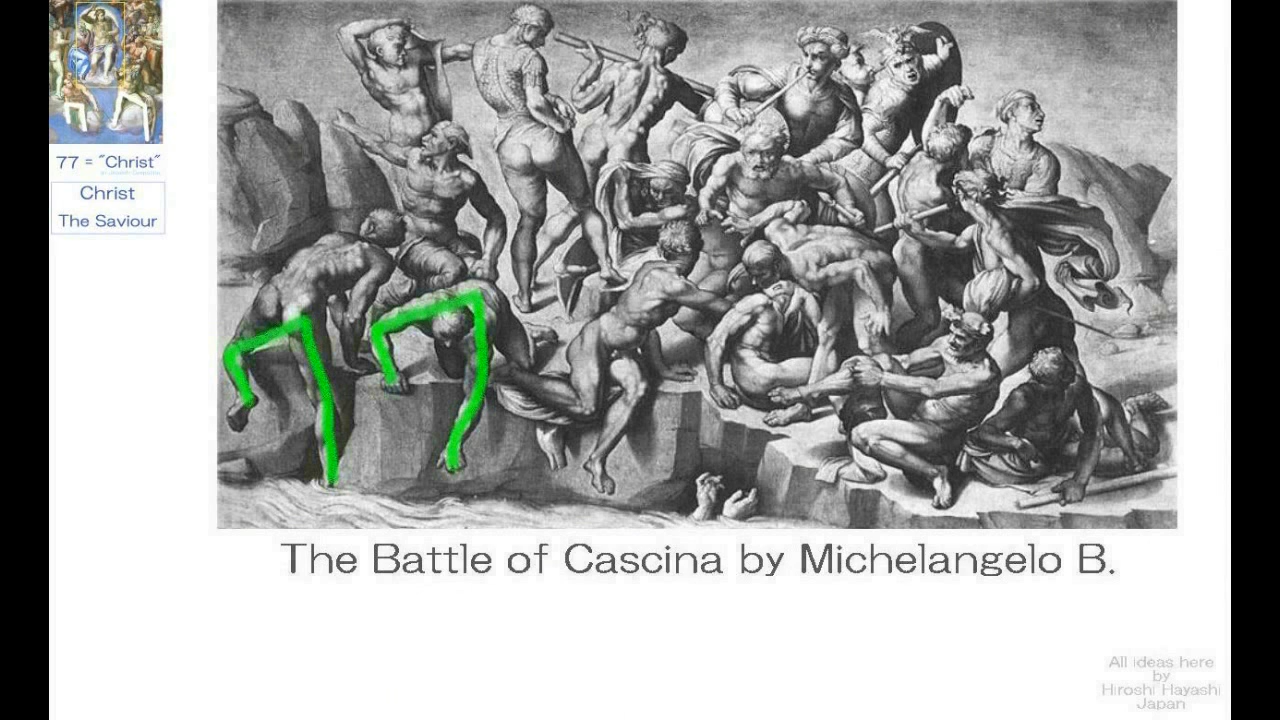 77 = "Christ"
Christ
The Saviour
The Battle of Cascina by Michelangelo B.
All ideas here
by
Hiroshi Hayashi
Japan